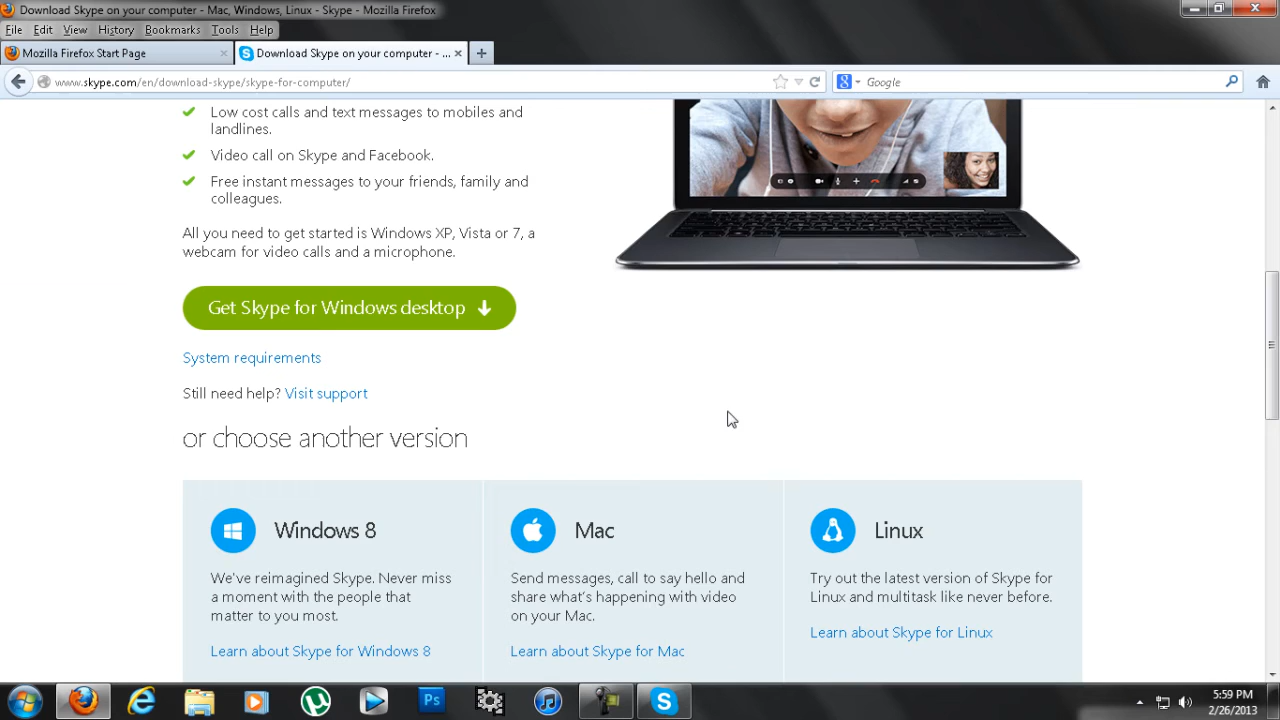 Download Skype on your computer - Mac, Windows, Linux - Skype - Mozilla Firefox
File Edit View History Bookmarks Tools Help
Mozilla Firefox Start Page
Download Skype on your computer - ...
www.skype.com/en/download-skype/skype-for-computer/
Google
Low cost calls and text messages to mobiles and
landlines.
Video call on Skype and Facebook.
Free instant messages to your friends, family and
colleagues.
All you need to get started is Windows XP, Vista or 7, a
webcam for video calls and a microphone.
Get Skype for Windows desktop
System requirements
Still need help? Visit support
or choose another version
Windows 8
We've reimagined Skype. Never miss
a moment with the people that
matter to you most.
Learn about Skype for Windows 8
Mac
Send messages, call to say hello and
share what's happening with video
on your Mac.
Learn about Skype for Mac
Linux
Try out the latest version of Skype for
Linux and multitask like never before.
Learn about Skype for Linux
Ps
5:59 PM
2/26/2013